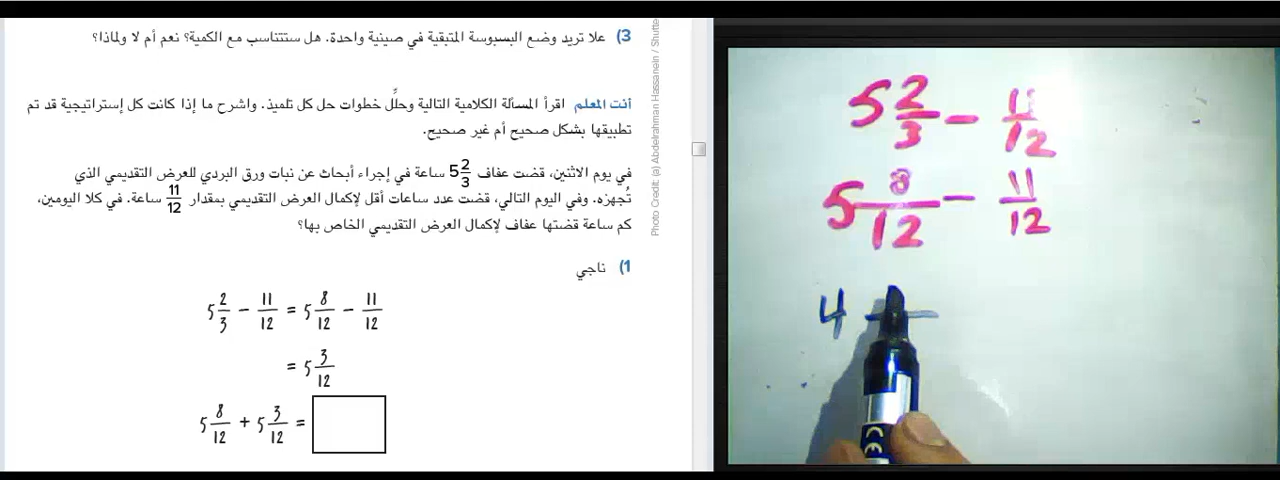 3) علا تريد وضع البسبوسة المتبقية في صينية واحدة. هل ستتناسب مع الكمية؟ نعم أم لا ولماذا؟
أنت المعلم اقرأ المسألة الكلامية التالية وحلِّل خطوات حل كل تلميذ. واشرح ما إذا كانت كل إستراتيجية قد تم
تطبيقها بشكل صحيح أم غير صحيح.
في يوم الاثنين، قضت عفاف 5 2/3 ساعة في إجراء أبحاث عن نبات ورق البردي للعرض التقديمي الذي
تُجهزه. وفي اليوم التالي، قضت عدد ساعات أقل لإكمال العرض التقديمي بمقدار 11/12 ساعة. في كلا اليومين،
كم ساعة قضتها عفاف لإكمال العرض التقديمي الخاص بها؟
1) ناجي
5 2/3 - 11/12 = 5 8/12 - 11/12
= 5 3/12
5 8/12 + 5 3/12 =
Photo Credit: (a) Abdelrahman Hassanein / Shutte
5 2/3 - 11/12
5 8/12 - 11/12
4
CE